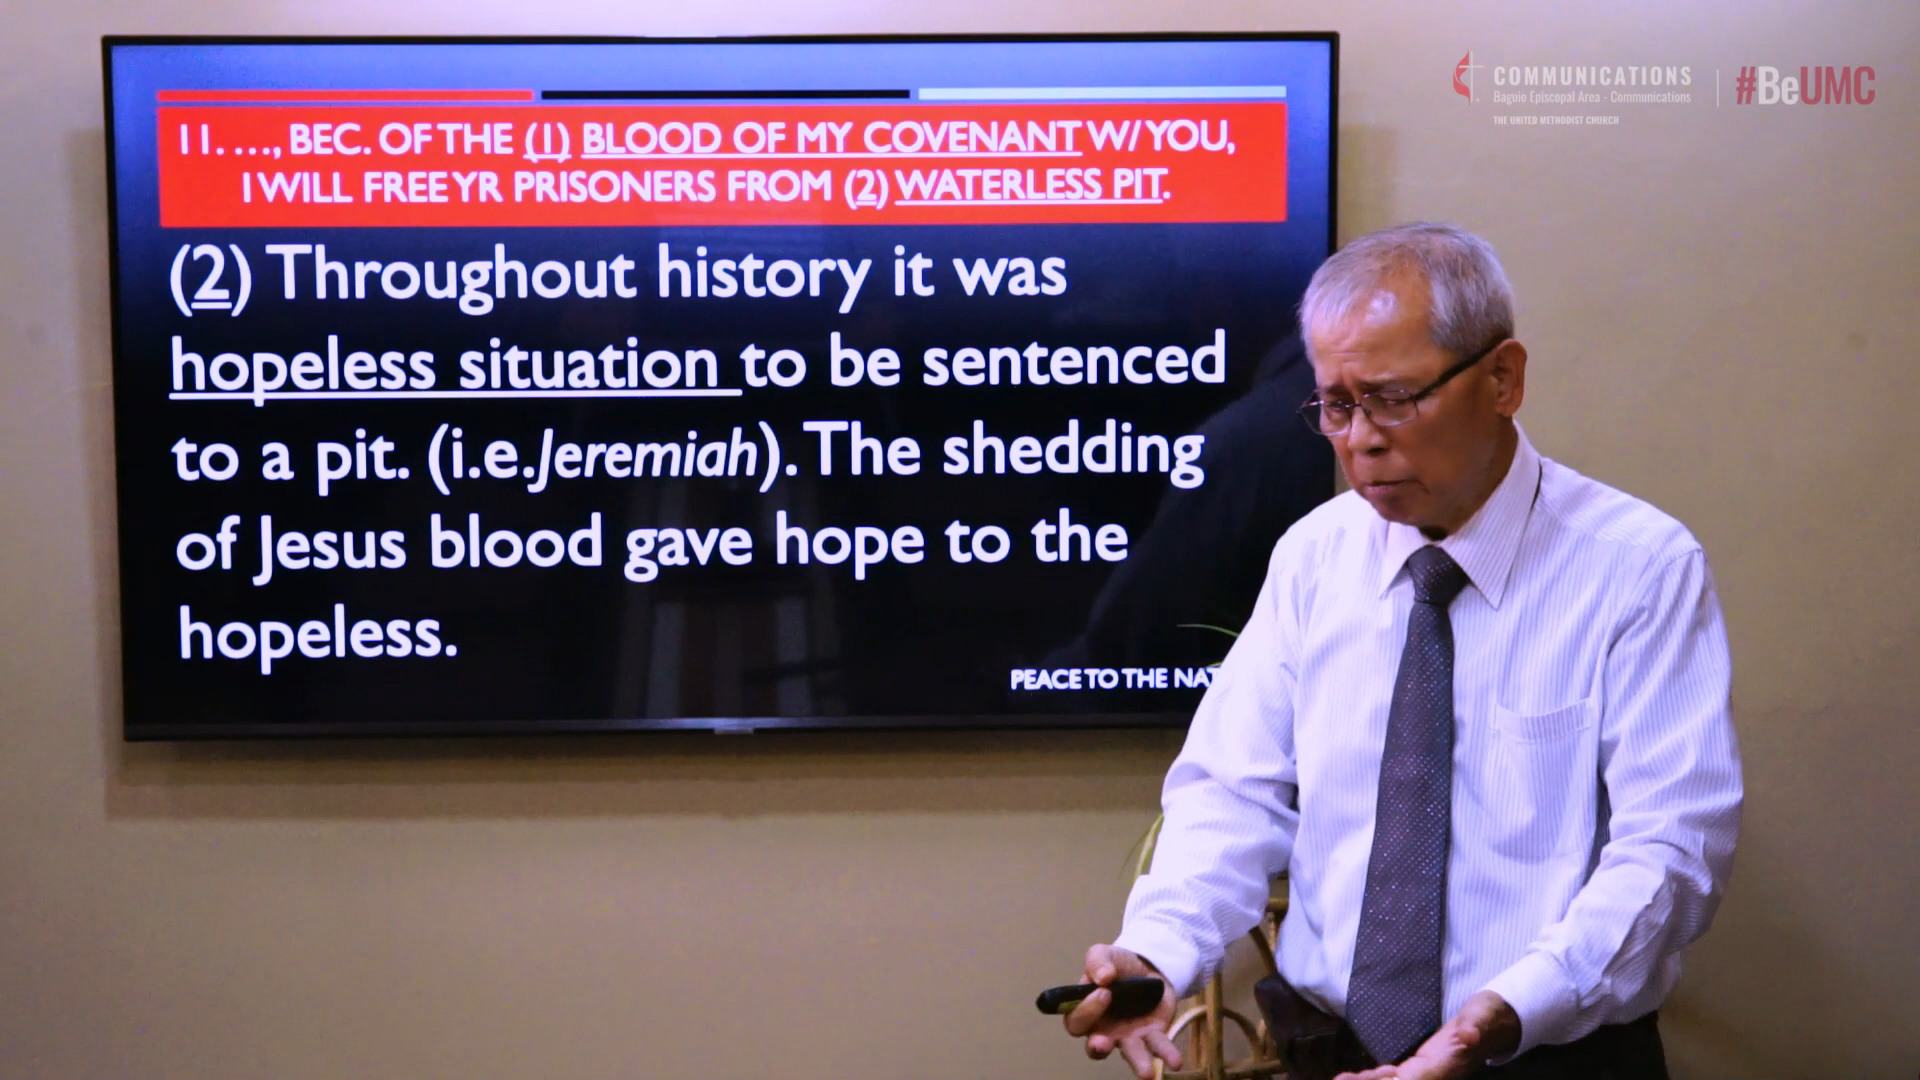 COMMUNICATIONS
Baguio Episcopal Area - Communications
THE UNITED METHODIST CHURCH
#BeUMC
11. ..., BEC. OF THE (1) BLOOD OF MY COVENANT W/ YOU,
I WILL FREE YR PRISONERS FROM (2) WATERLESS PIT.
(2) Throughout history it was
hopeless situation to be sentenced
to a pit. (i.e.Jeremiah). The shedding
of Jesus blood gave hope to the
hopeless.
PEACE TO THE NAT